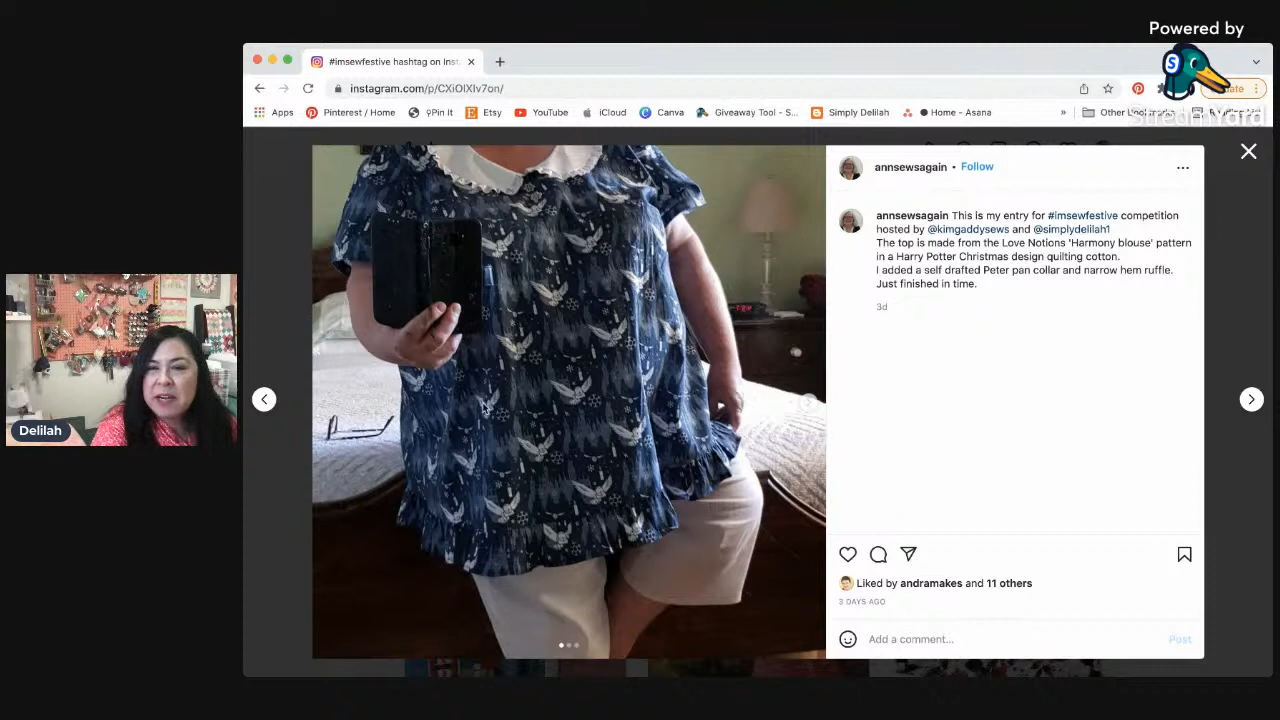 Powered by
#imsewfestive hashtag on Inst
instagram.com/p/CXiOlXIv7on/
Apps Pinterest / Home Pin It Etsy YouTube iCloud Canva Giveaway Tool - S... Simply Delilah Home - Asana » Other Bookmarks
StreamYard
annsewsagain • Follow
annsewsagain This is my entry for #imsewfestive competition
hosted by @kimgaddysews and @simplydelilah1
The top is made from the Love Notions 'Harmony blouse' pattern
in a Harry Potter Christmas design quilting cotton.
I added a self drafted Peter pan collar and narrow hem ruffle.
Just finished in time.
3d
Delilah
Liked by andramakes and 11 others
3 DAYS AGO
Add a comment... Post